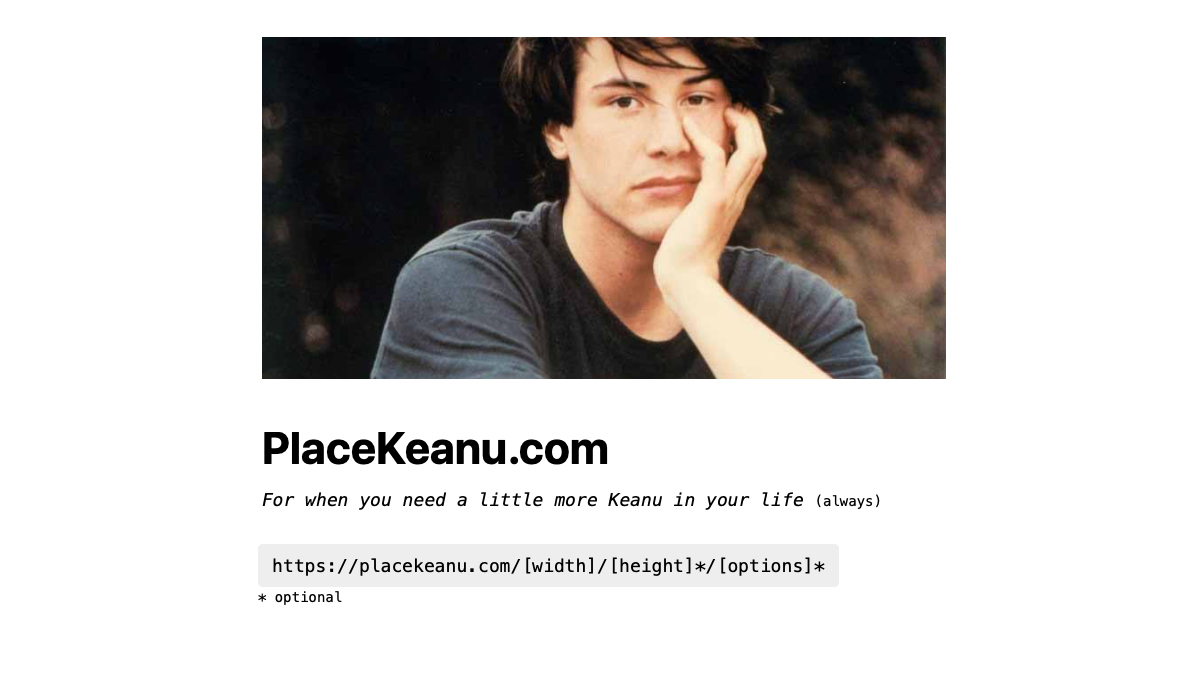 PlaceKeanu.com
For when you need a little more Keanu in your life (always)
https://placekeanu.com/[width]/[height]*/[options]*
* optional